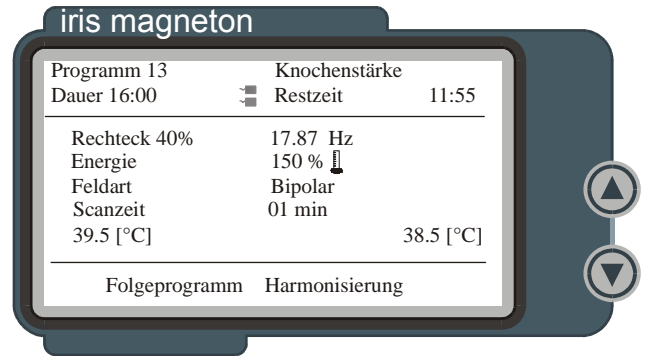 iris magneton
Programm 13 Knochenstärke
Dauer 16:00 Restzeit 11:55
Rechteck 40% 17.87 Hz
Energie 150 %
Feldart Bipolar
Scanzeit 01 min
39.5 [°C] 38.5 [°C]
Folgeprogramm Harmonisierung